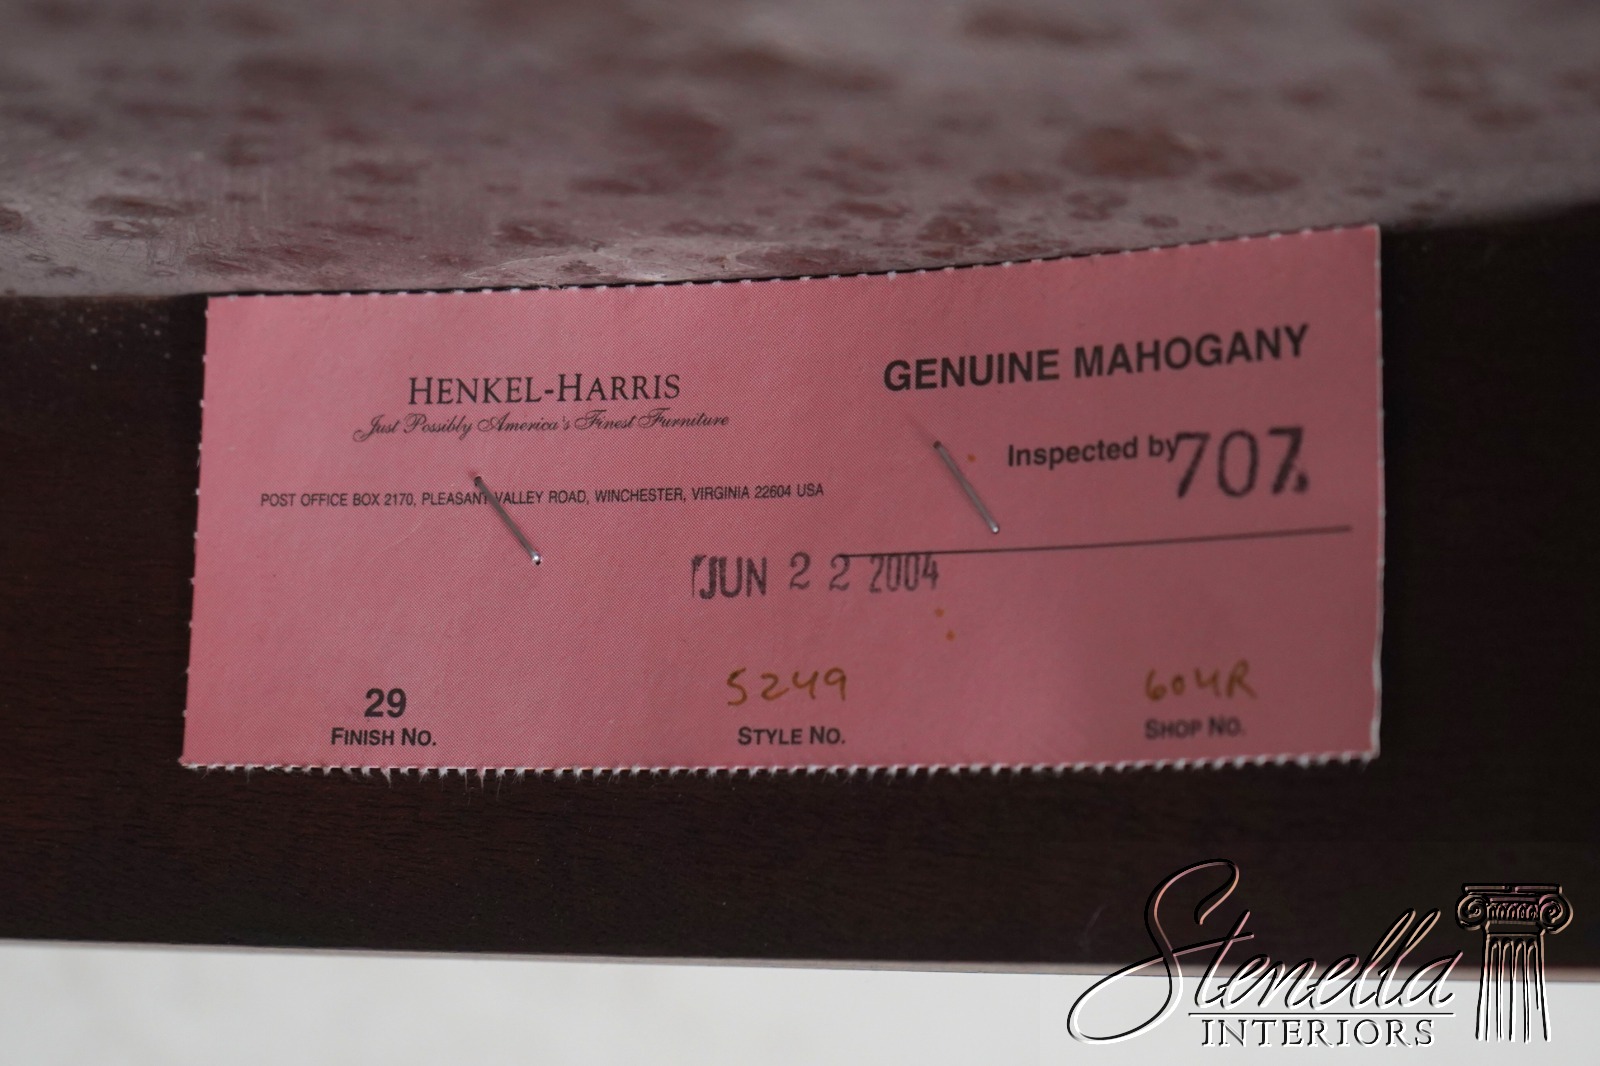 HENKEL-HARRIS
Just Possibly America's Finest Furniture
POST OFFICE BOX 2170, PLEASANT VALLEY ROAD, WINCHESTER, VIRGINIA 22604 USA
GENUINE MAHOGANY
Inspected by 707
JUN 22 2004
29
FINISH NO.
5249
STYLE NO.
604R
SHOP NO.
Stenella
INTERIORS